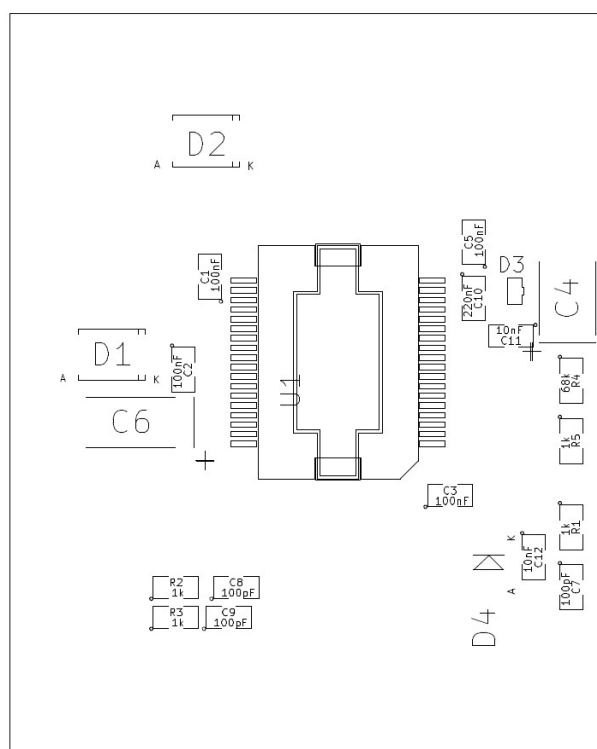 D2
A
K
C5
100nF
C1
100nF
D3
220nF
C10
C4
10nF
C11
D1
A
K
100nF
C2
68k
R4
U1
C6
1k
R5
C3
100nF
1k
R1
K
10nF
C12
A
100pF
C7
R2
1k
C8
100pF
R3
1k
C9
100pF
D4